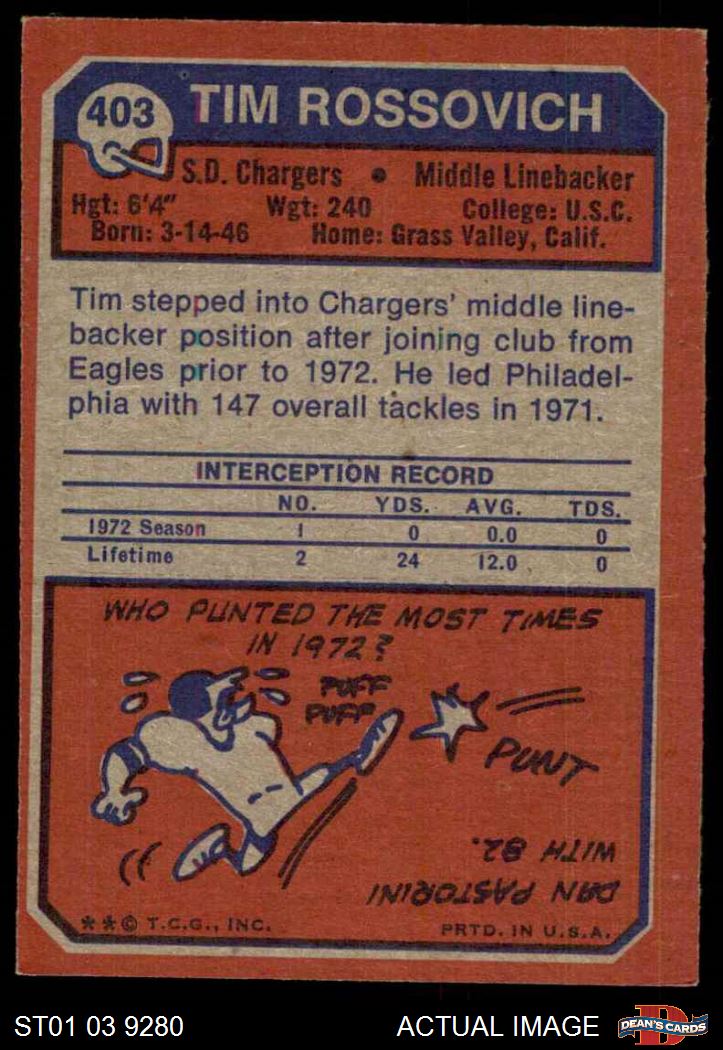 403
TIM ROSSOVICH
S.D. Chargers • Middle Linebacker
Hgt: 6'4" Wgt: 240 College: U.S.C.
Born: 3-14-46 Home: Grass Valley, Calif.
Tim stepped into Chargers' middle line-
backer position after joining club from
Eagles prior to 1972. He led Philadel-
phia with 147 overall tackles in 1971.
INTERCEPTION RECORD
NO. YDS. AVG. TDS.
1972 Season 1 0 0.0 0
Lifetime 2 24 12.0 0
WHO PUNTED THE MOST TIMES
IN 1972?
PUFF
PUFF
PUNT
DAN PASTORINI
WITH 82.
**© T.C.G., INC. PRTD. IN U.S.A.
ST01 03 9280 ACTUAL IMAGE
D
DEAN'S CARDS